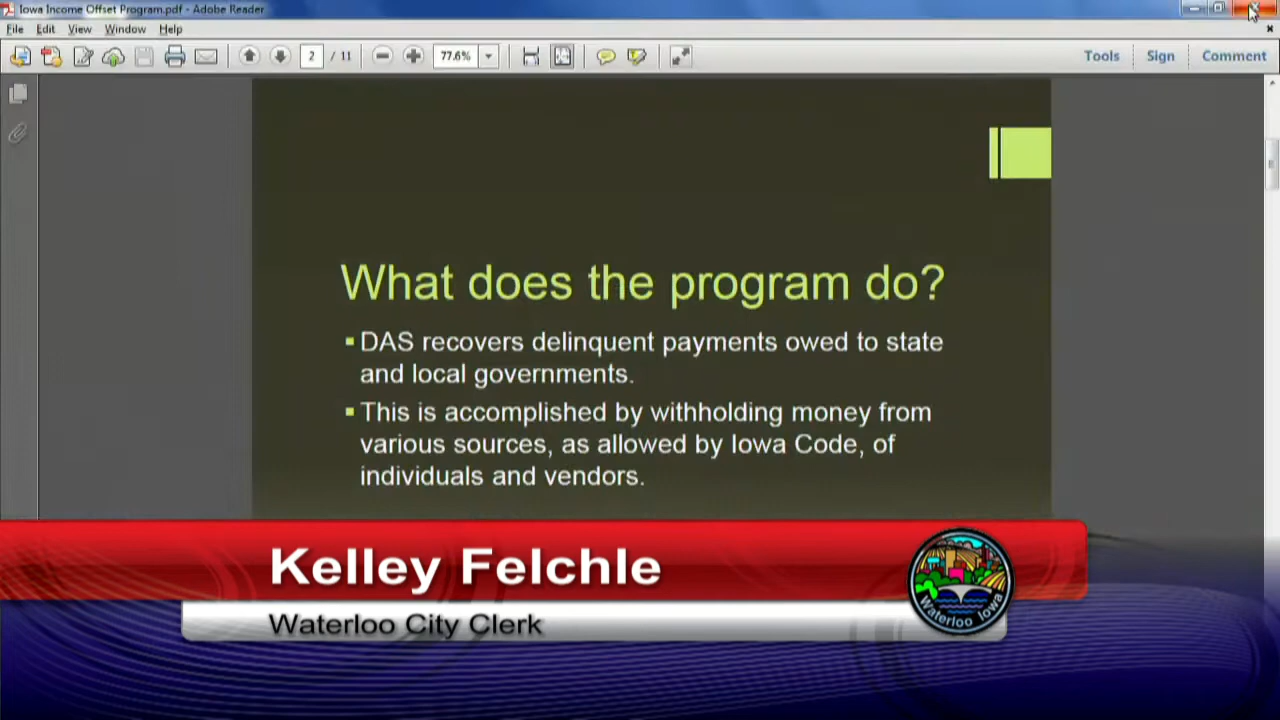 Iowa Income Offset Program.pdf - Adobe Reader
File Edit View Window Help
2 / 11 77.6% Tools Sign Comment
What does the program do?
▪ DAS recovers delinquent payments owed to state
and local governments.
▪ This is accomplished by withholding money from
various sources, as allowed by Iowa Code, of
individuals and vendors.
Kelley Felchle
Waterloo City Clerk
Waterloo Iowa